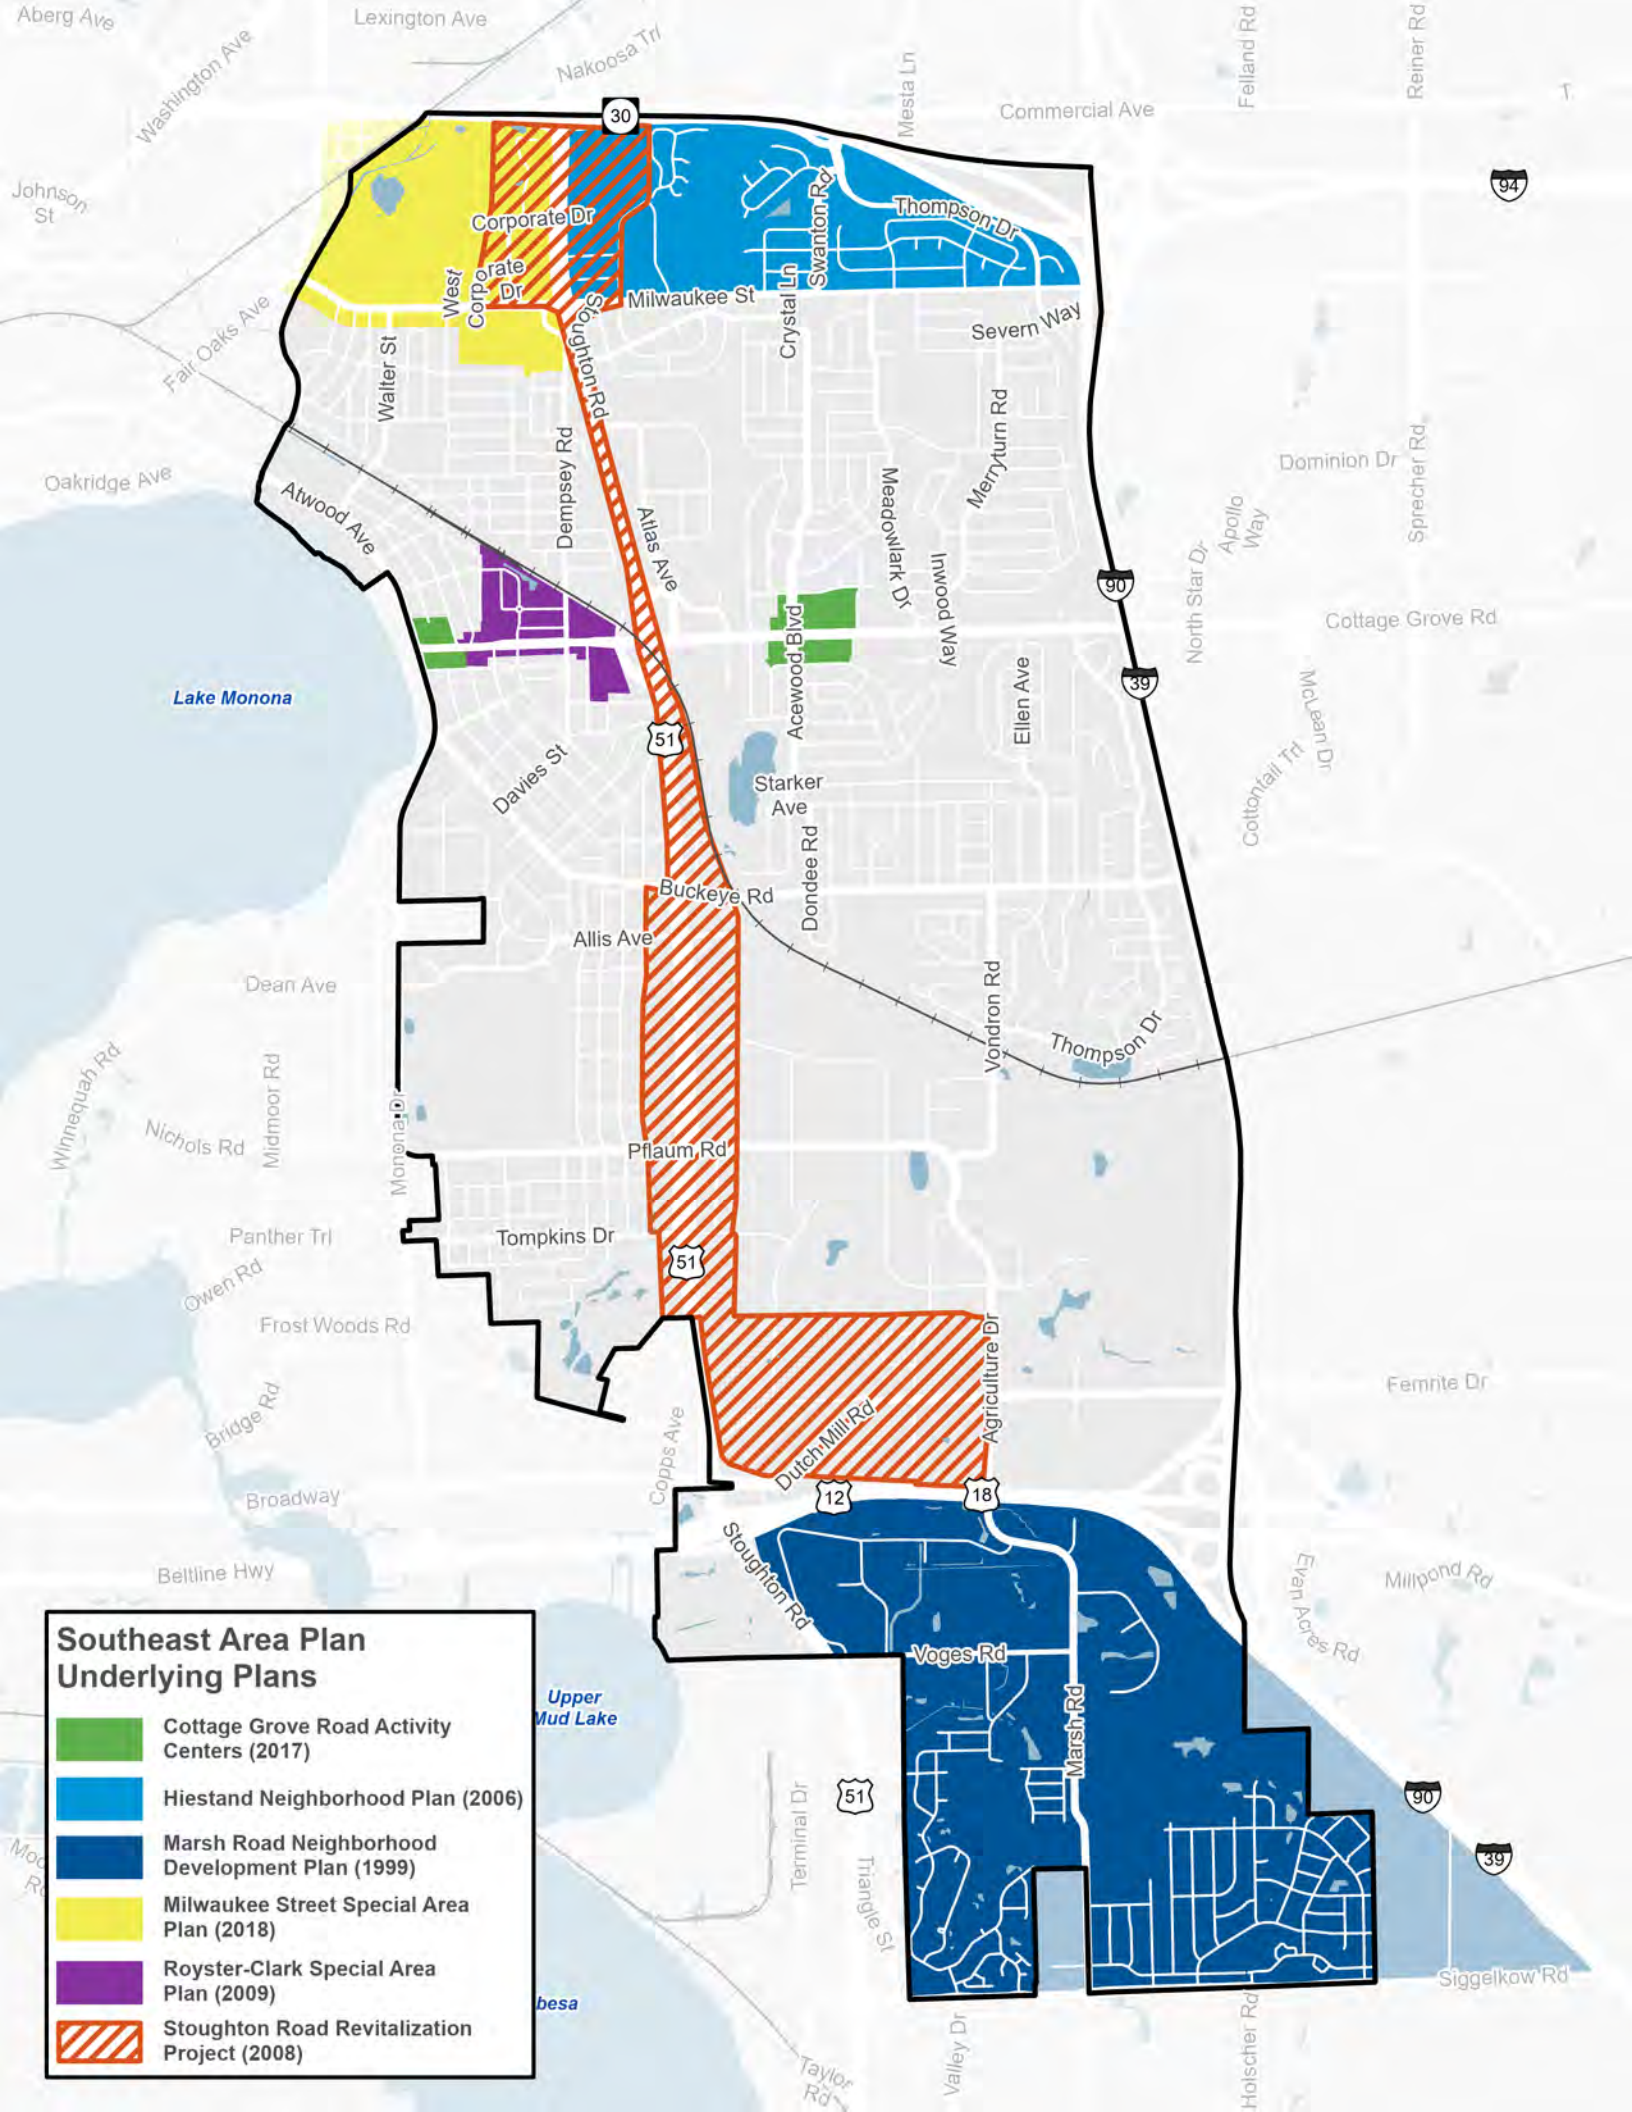 Aberg Ave
Lexington Ave
Washington Ave
Nakoosa Trl
Mesta Ln
Commercial Ave
Felland Rd
Reiner Rd
T
30
94
Johnson
St
Corporate Dr
Swanton Rd
Thompson Dr
West
Corporate
Dr
Milwaukee St
Crystal Ln
Severn Way
Fair Oaks Ave
Walter St
Stoughton Rd
Merryturn Rd
Dominion Dr
Sprecher Rd
Oakridge Ave
Atwood Ave
Dempsey Rd
Atlas Ave
Meadowlark Dr
Inwood Way
Apollo
Way
North Star Dr
90
Cottage Grove Rd
Acewood Blvd
Ellen Ave
39
McLean Dr
Lake Monona
51
Davies St
Starker
Ave
Cottontail Trl
Dondee Rd
Buckeye Rd
Allis Ave
Dean Ave
Vondron Rd
Thompson Dr
Winnequah Rd
Midmoor Rd
Nichols Rd
Monona Dr
Pflaum Rd
Panther Trl
Tompkins Dr
51
Owen Rd
Frost Woods Rd
Agriculture Dr
Femrite Dr
Bridge Rd
Copps Ave
Dutch Mill Rd
Broadway
12
18
Stoughton Rd
Beltline Hwy
Evan Acres Rd
Millpond Rd
Voges Rd
Marsh Rd
Upper
Mud Lake
51
Terminal Dr
Triangle St
90
39
Siggelkow Rd
Valley Dr
Holscher Rd
Taylor
Rd
besa
Moo
Rd
Southeast Area Plan
Underlying Plans
Cottage Grove Road Activity
Centers (2017)
Hiestand Neighborhood Plan (2006)
Marsh Road Neighborhood
Development Plan (1999)
Milwaukee Street Special Area
Plan (2018)
Royster-Clark Special Area
Plan (2009)
Stoughton Road Revitalization
Project (2008)